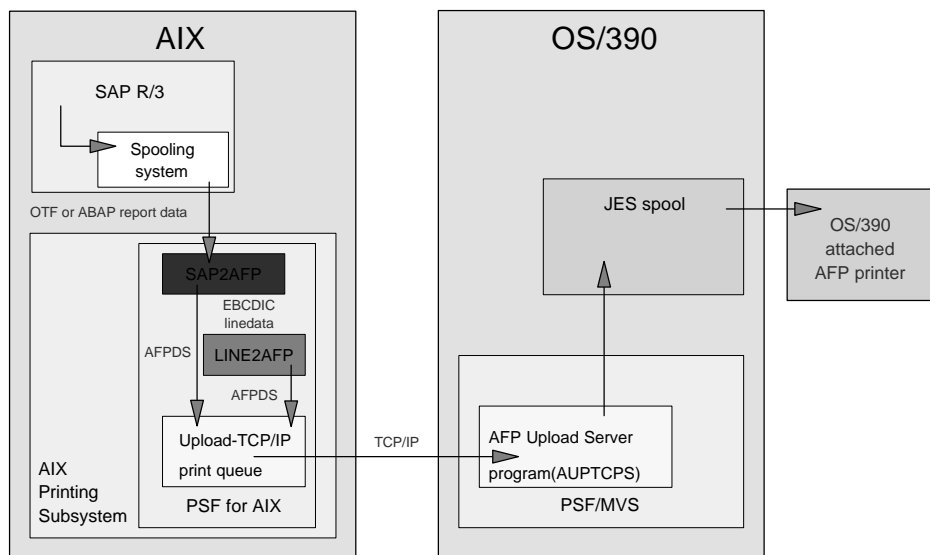 AIX
SAP R/3
Spooling
system
OTF or ABAP report data
SAP2AFP
EBCDIC
linedata
AFPDS
LINE2AFP
AFPDS
Upload-TCP/IP
print queue
PSF for AIX
AIX
Printing
Subsystem
TCP/IP
OS/390
JES spool
OS/390
attached
AFP printer
AFP Upload Server
program(AUPTCPS)
PSF/MVS